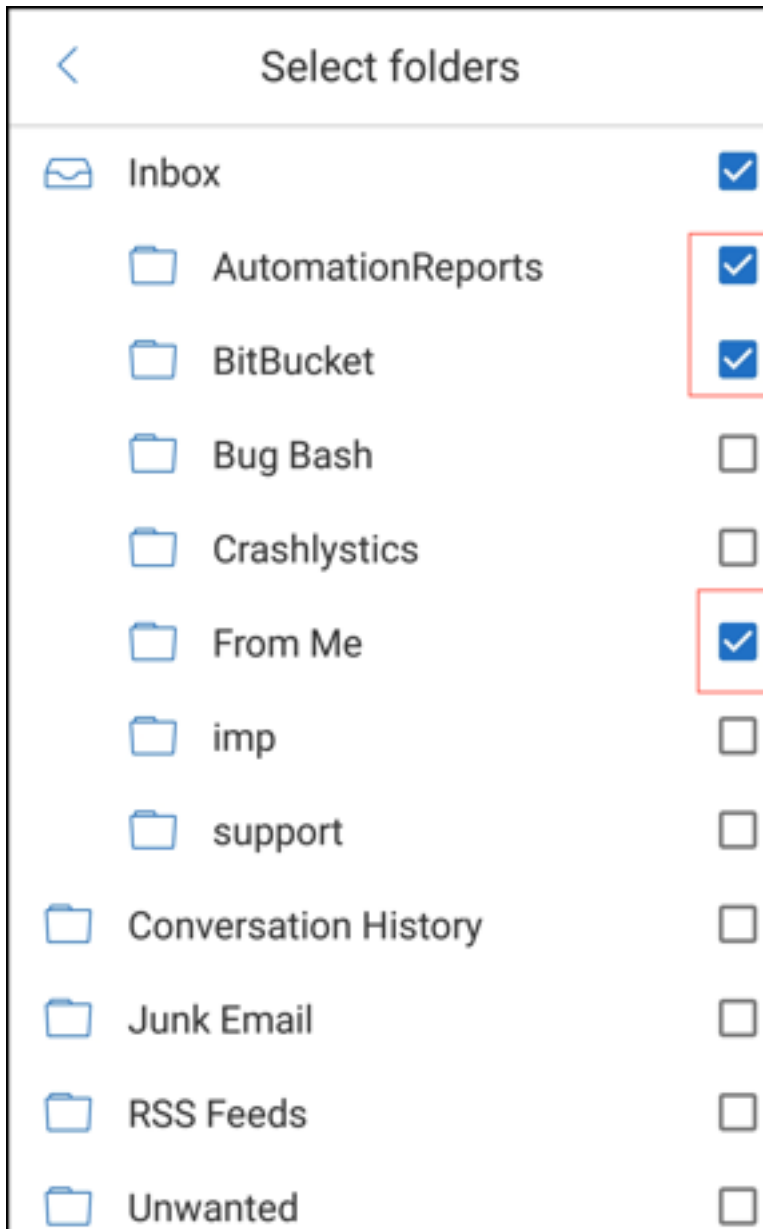 Select folders
Inbox
AutomationReports
BitBucket
Bug Bash
Crashlystics
From Me
imp
support
Conversation History
Junk Email
RSS Feeds
Unwanted